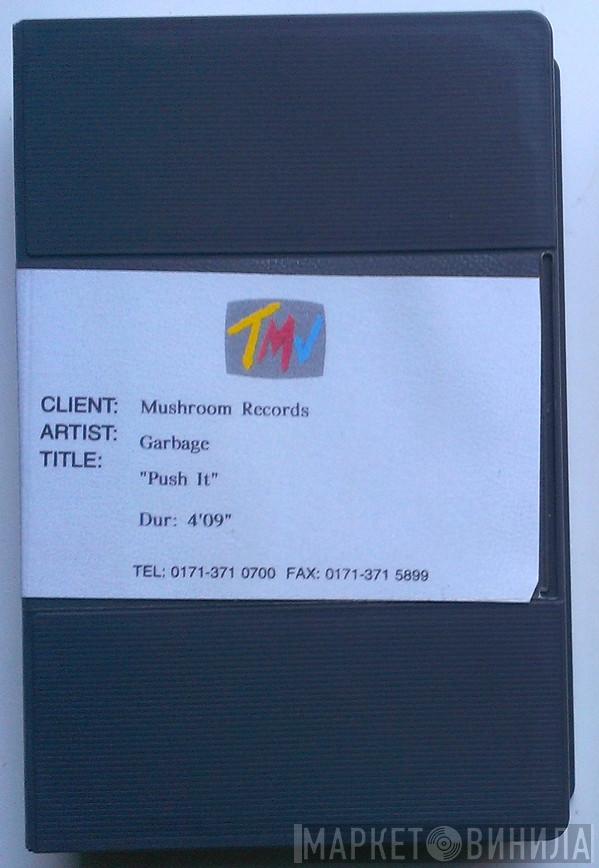 TMV
CLIENT: Mushroom Records
ARTIST: Garbage
TITLE: "Push It"
Dur: 4'09"
TEL: 0171-371 0700 FAX: 0171-371 5899
МАРКЕТ ВИНИЛА